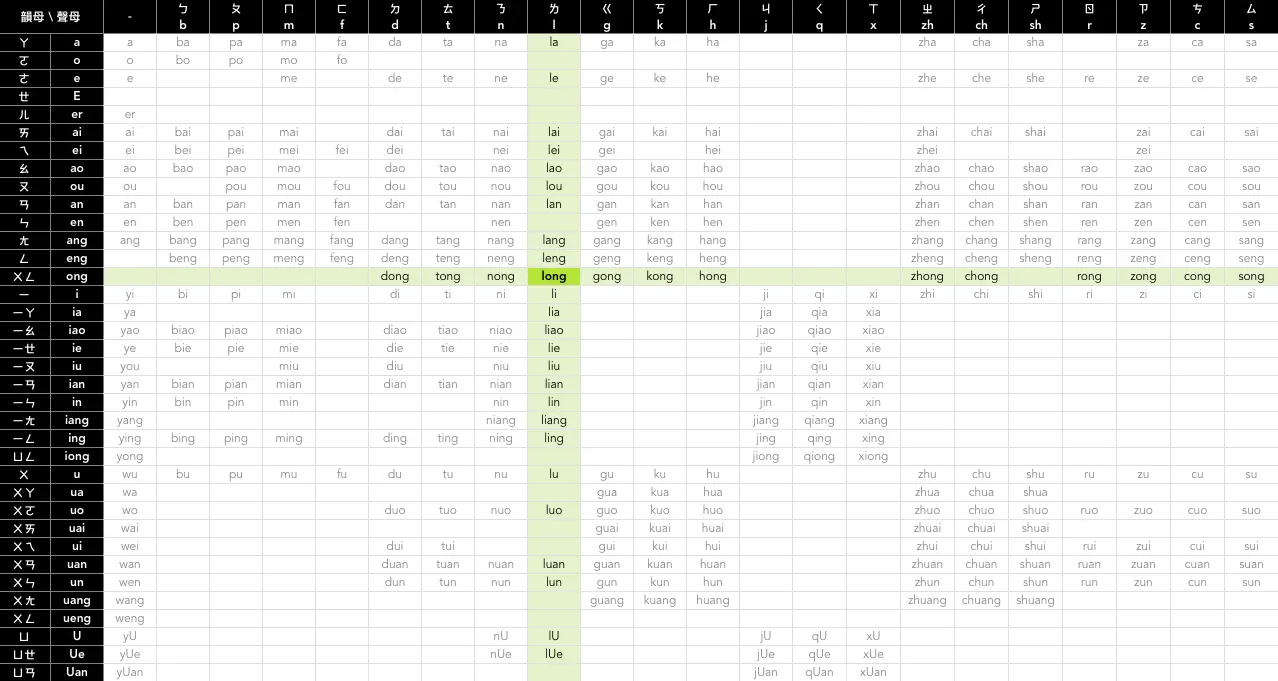 韻母 \ 聲母 - ㄅ ㄆ ㄇ ㄈ ㄉ ㄊ ㄋ ㄌ ㄍ ㄎ ㄏ ㄐ ㄑ ㄒ ㄓ ㄔ ㄕ ㄖ ㄗ ㄘ ㄙ
b p m f d t n l g k h j q x zh ch sh r z c s
ㄚ a a ba pa ma fa da ta na la ga ka ha zha cha sha za ca sa
ㄛ o o bo po mo fo
ㄜ e e me de te ne le ge ke he zhe che she re ze ce se
ㄝ E
ㄦ er er
ㄞ ai ai bai pai mai dai tai nai lai gai kai hai zhai chai shai zai cai sai
ㄟ ei ei bei pei mei fei dei nei lei gei hei zhei zei
ㄠ ao ao bao pao mao dao tao nao lao gao kao hao zhao chao shao rao zao cao sao
ㄡ ou ou pou mou fou dou tou nou lou gou kou hou zhou chou shou rou zou cou sou
ㄢ an an ban pan man fan dan tan nan lan gan kan han zhan chan shan ran zan can san
ㄣ en en ben pen men fen nen gen ken hen zhen chen shen ren zen cen sen
ㄤ ang ang bang pang mang fang dang tang nang lang gang kang hang zhang chang shang rang zang cang sang
ㄥ eng beng peng meng feng deng teng neng leng geng keng heng zheng cheng sheng reng zeng ceng seng
ㄨㄥ ong dong tong nong long gong kong hong zhong chong rong zong cong song
ㄧ i yi bi pi mi di ti ni li ji qi xi zhi chi shi ri zi ci si
ㄧㄚ ia ya lia jia qia xia
ㄧㄠ iao yao biao piao miao diao tiao niao liao jiao qiao xiao
ㄧㄝ ie ye bie pie mie die tie nie lie jie qie xie
ㄧㄡ iu you miu diu niu liu jiu qiu xiu
ㄧㄢ ian yan bian pian mian dian tian nian lian jian qian xian
ㄧㄣ in yin bin pin min nin lin jin qin xin
ㄧㄤ iang yang niang liang jiang qiang xiang
ㄧㄥ ing ying bing ping ming ding ting ning ling jing qing xing
ㄩㄥ iong yong jiong qiong xiong
ㄨ u wu bu pu mu fu du tu nu lu gu ku hu zhu chu shu ru zu cu su
ㄨㄚ ua wa gua kua hua zhua chua shua
ㄨㄛ uo wo duo tuo nuo luo guo kuo huo zhuo chuo shuo ruo zuo cuo suo
ㄨㄞ uai wai guai kuai huai zhuai chuai shuai
ㄨㄟ ui wei dui tui gui kui hui zhui chui shui rui zui cui sui
ㄨㄢ uan wan duan tuan nuan luan guan kuan huan zhuan chuan shuan ruan zuan cuan suan
ㄨㄣ un wen dun tun nun lun gun kun hun zhun chun shun run zun cun sun
ㄨㄤ uang wang guang kuang huang zhuang chuang shuang
ㄨㄥ ueng weng
ㄩ U yU nU lU jU qU xU
ㄩㄝ Ue yUe nUe lUe jUe qUe xUe
ㄩㄢ Uan yUan jUan qUan xUan